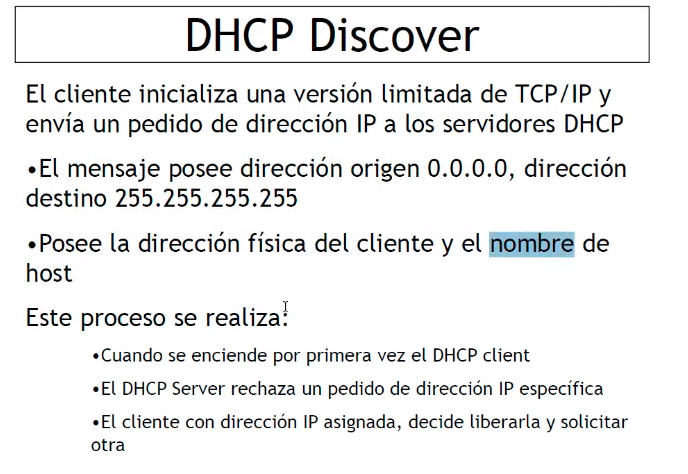 DHCP Discover
El cliente inicializa una versión limitada de TCP/IP y
envía un pedido de dirección IP a los servidores DHCP
•El mensaje posee dirección origen 0.0.0.0, dirección
destino 255.255.255.255
•Posee la dirección física del cliente y el nombre de
host
Este proceso se realiza:
•Cuando se enciende por primera vez el DHCP client
•El DHCP Server rechaza un pedido de dirección IP específica
•El cliente con dirección IP asignada, decide liberarla y solicitar
otra